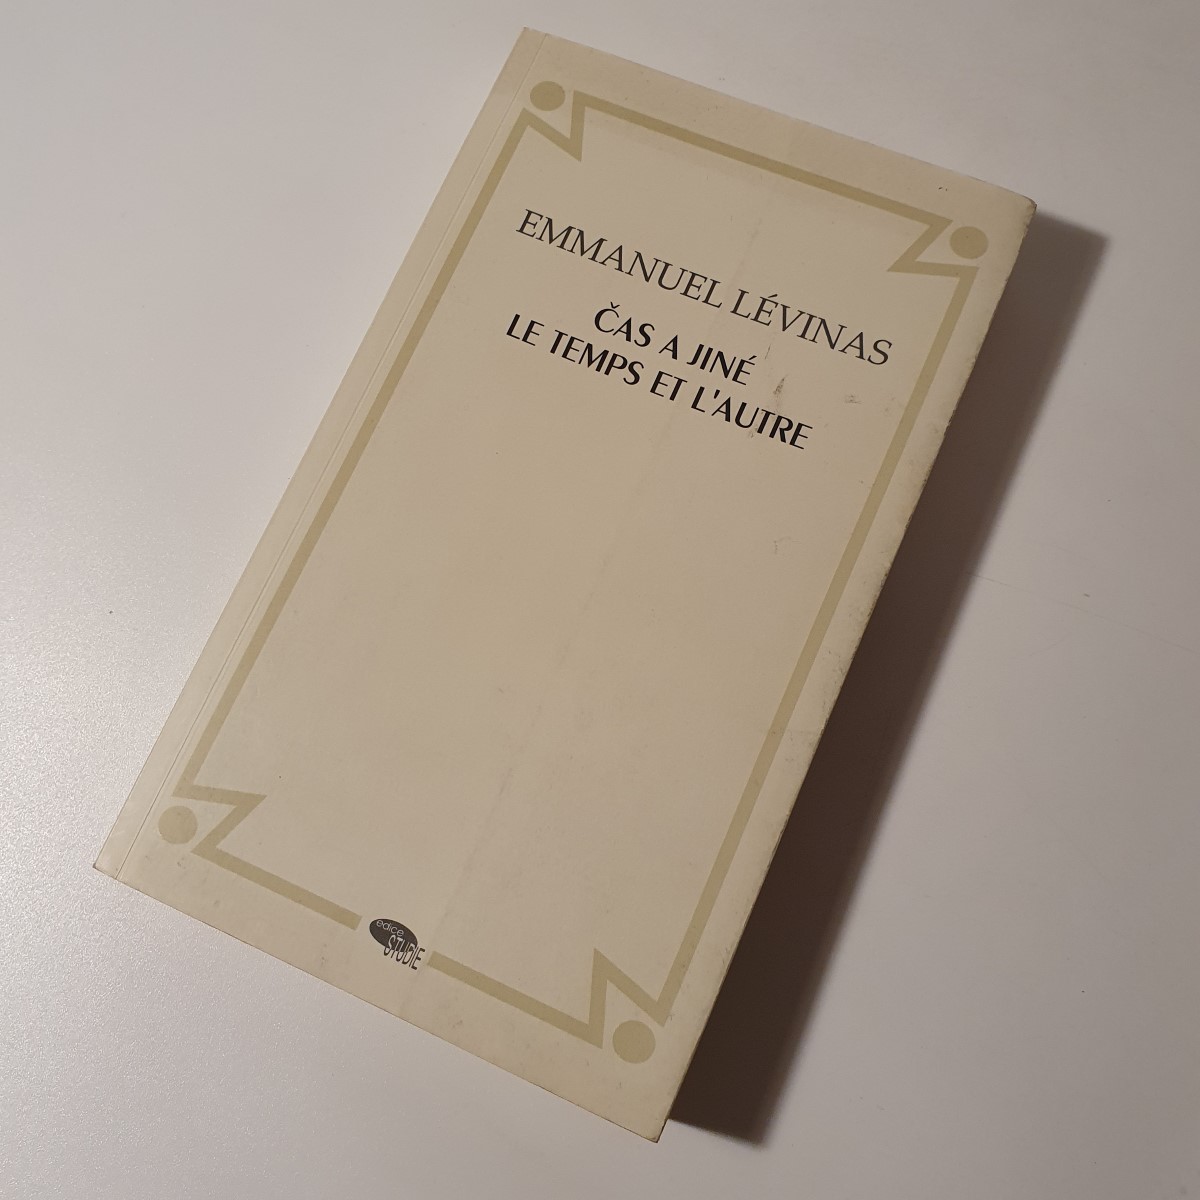 EMMANUEL LÉVINAS
ČAS A JINÉ
LE TEMPS ET L'AUTRE
edice
STUDIE